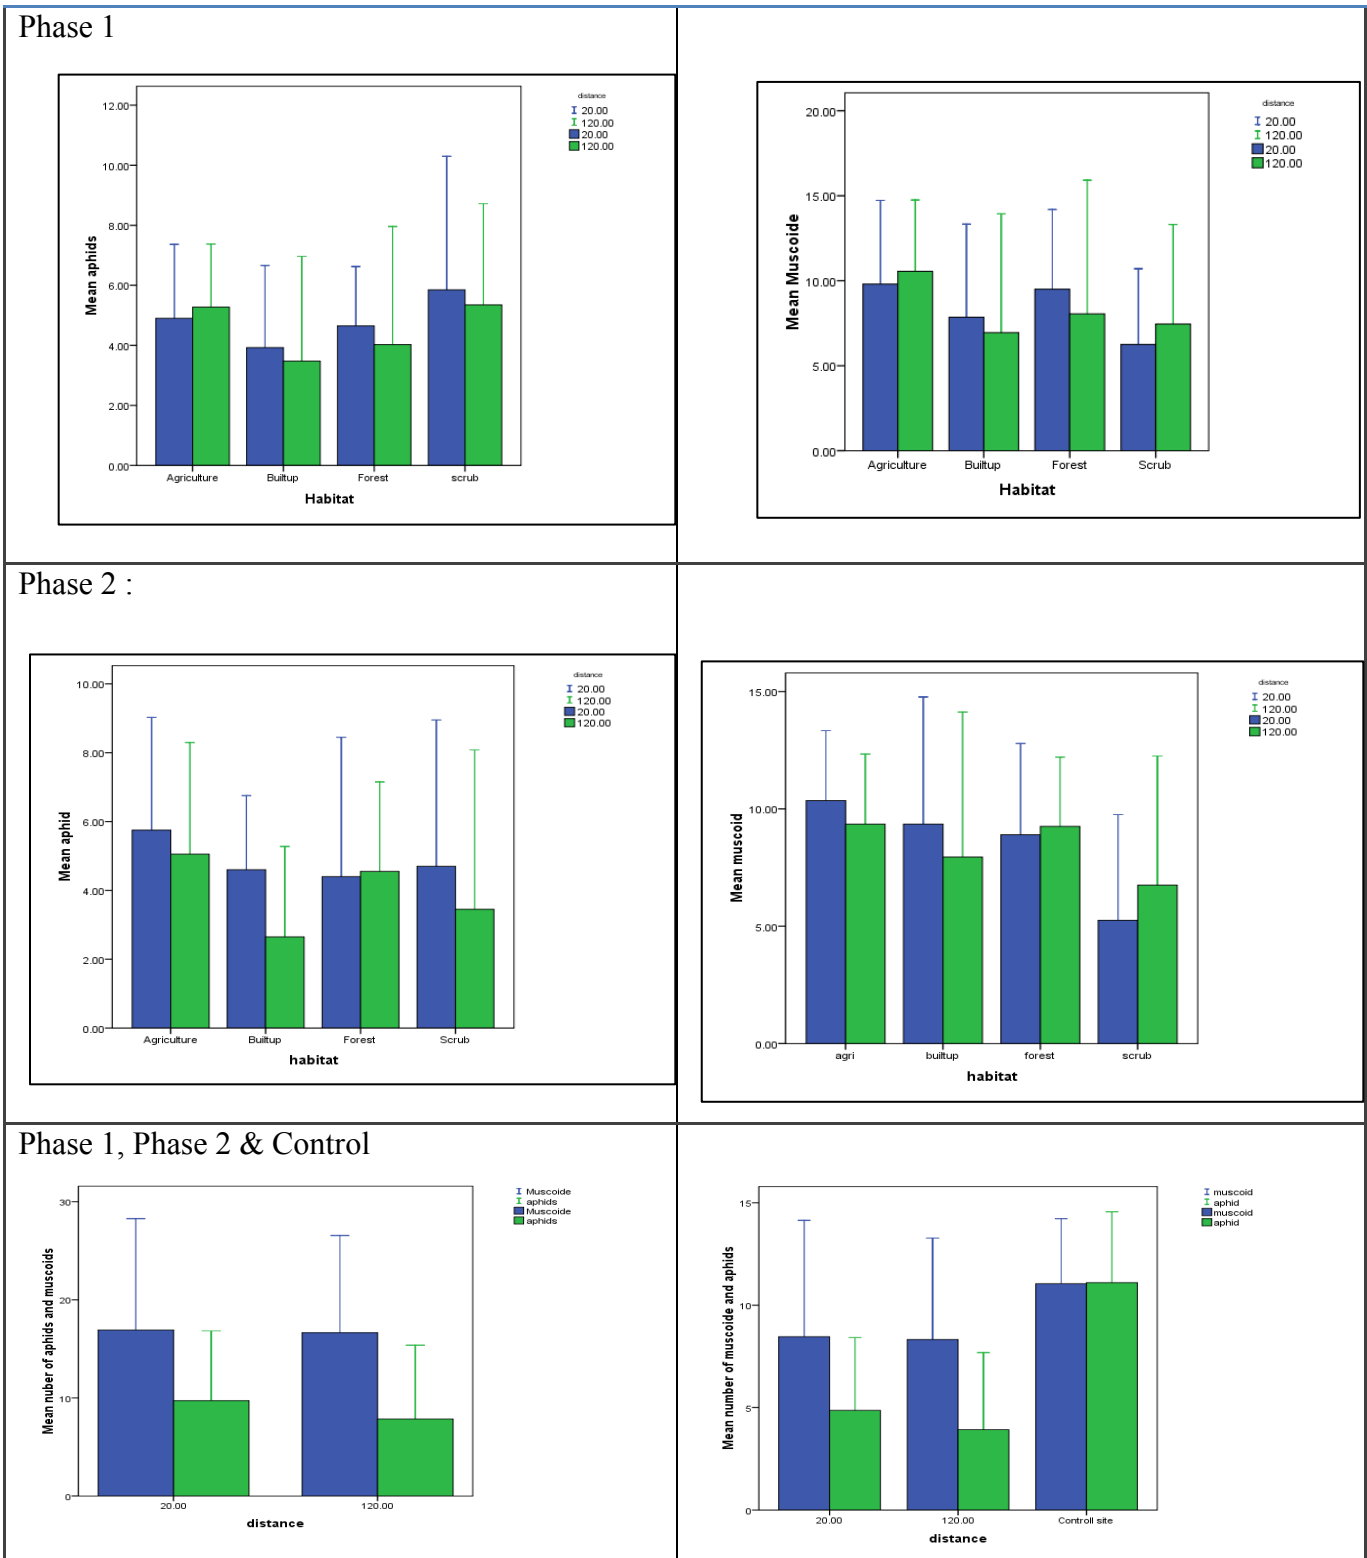 Phase 1
Mean aphids
12.00
10.00
8.00
6.00
4.00
2.00
0.00
Agriculture Builtup Forest scrub
Habitat
distance
20.00
120.00
20.00
120.00
Mean Muscoide
20.00
15.00
10.00
5.00
0.00
Agriculture Builtup Forest Scrub
Habitat
distance
20.00
120.00
20.00
120.00
Phase 2 :
Mean aphid
10.00
8.00
6.00
4.00
2.00
0.00
Agriculture Builtup Forest Scrub
habitat
distance
20.00
120.00
20.00
120.00
Mean muscoid
15.00
10.00
5.00
0.00
agri builtup forest scrub
habitat
distance
20.00
120.00
20.00
120.00
Phase 1, Phase 2 & Control
Mean nuber of aphids and muscoids
30
20
10
0
20.00 120.00
distance
Muscoide
aphids
Muscoide
aphids
Mean number of muscoide and aphids
15
10
5
0
20.00 120.00 Controll site
distance
muscoid
aphid
muscoid
aphid